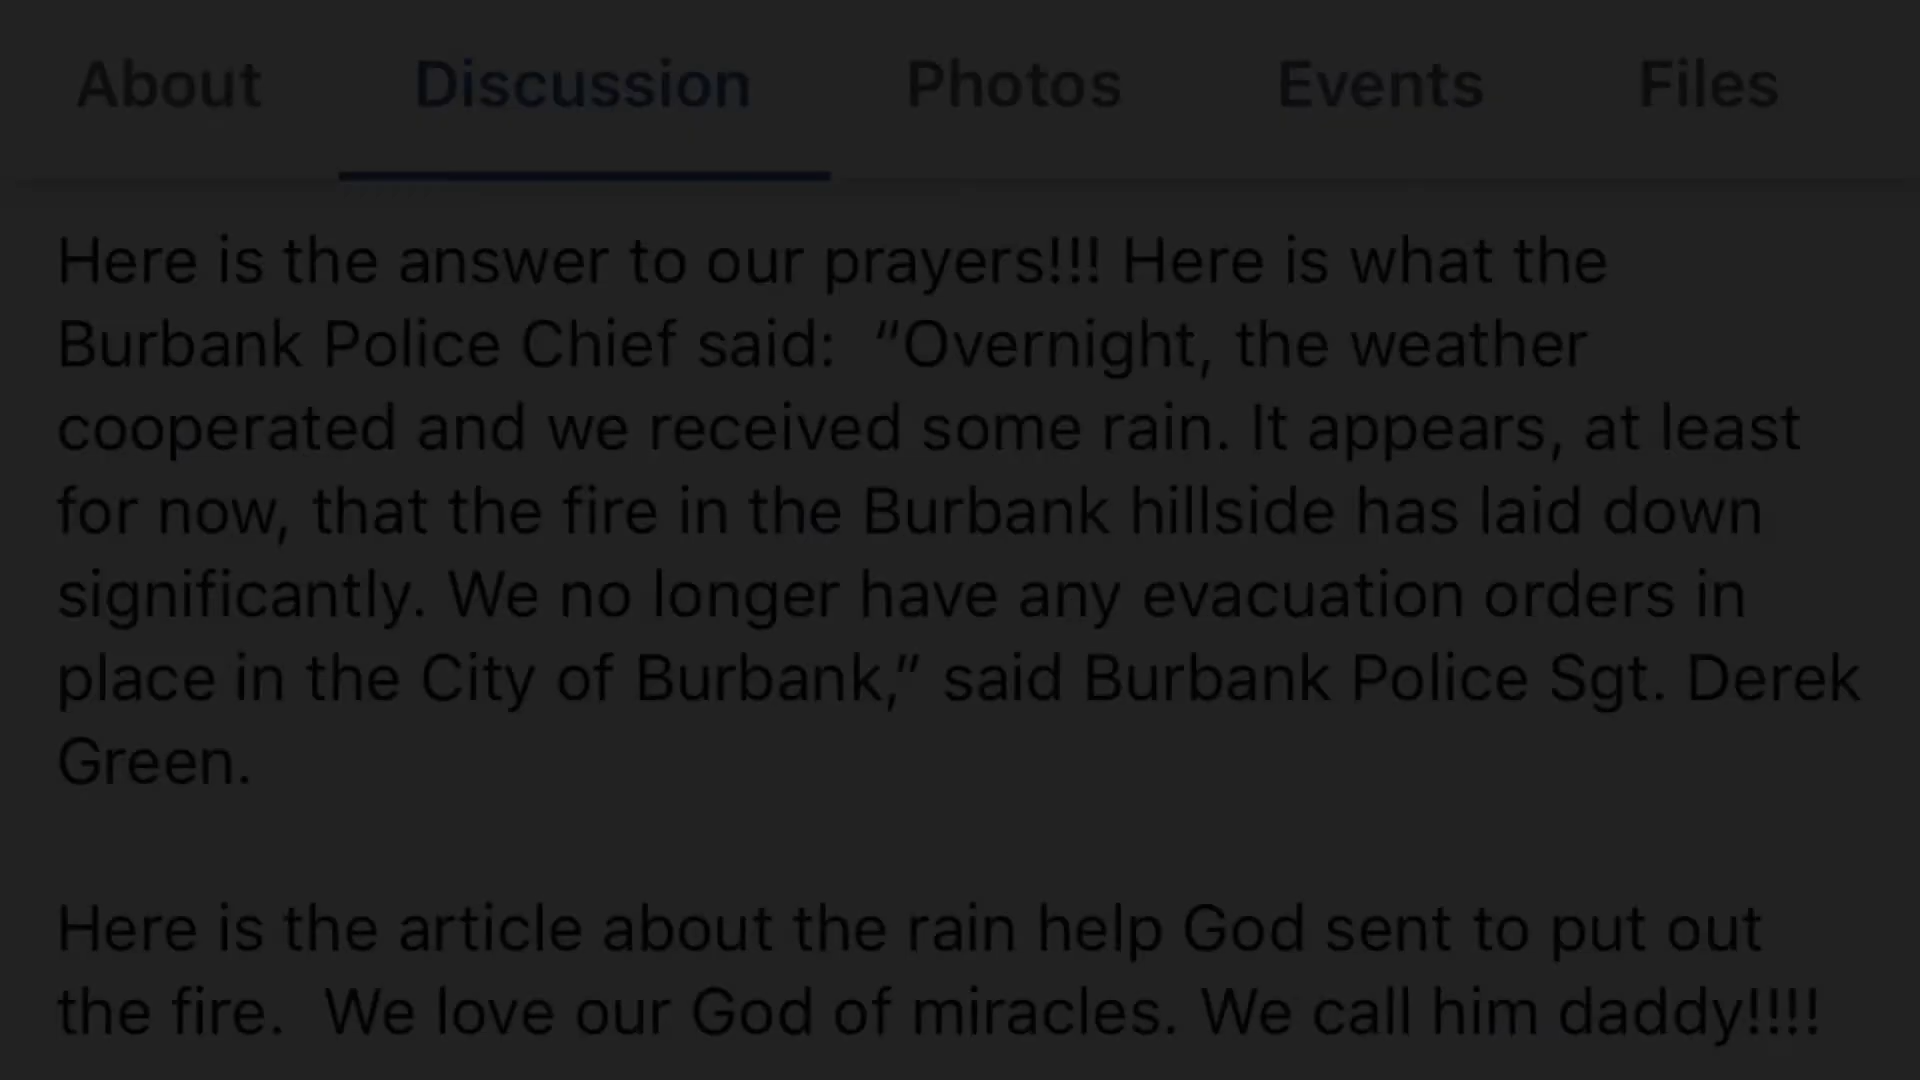 About Discussion Photos Events Files
Here is the answer to our prayers!!! Here is what the
Burbank Police Chief said:  “Overnight, the weather
cooperated and we received some rain. It appears, at least
for now, that the fire in the Burbank hillside has laid down
significantly. We no longer have any evacuation orders in
place in the City of Burbank,” said Burbank Police Sgt. Derek
Green.
Here is the article about the rain help God sent to put out
the fire.  We love our God of miracles. We call him daddy!!!!